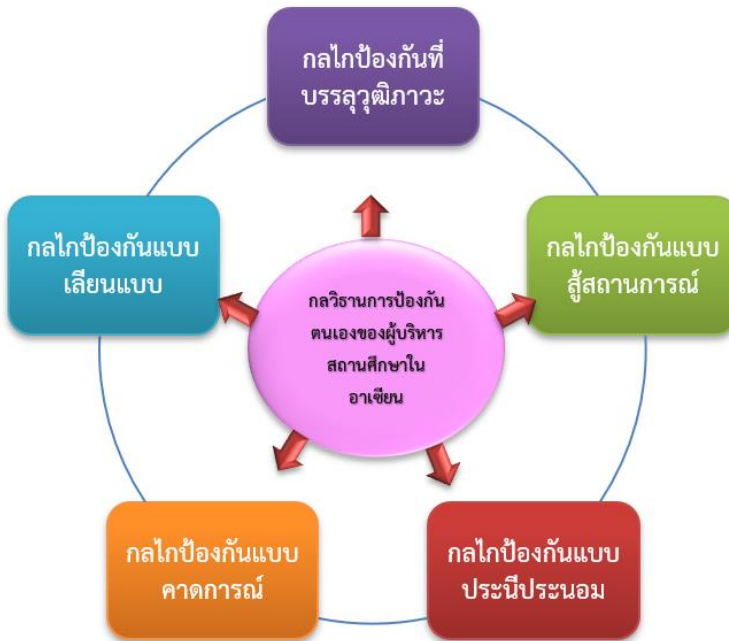 กลไกป้องกันที่
บรรลุวุฒิภาวะ
กลไกป้องกันแบบ
เลียนแบบ
กลไกป้องกันแบบ
สู้สถานการณ์
กลวิธานการป้องกัน
ตนเองของผู้บริหาร
สถานศึกษาใน
อาเซียน
กลไกป้องกันแบบ
คาดการณ์
กลไกป้องกันแบบ
ประนีประนอม